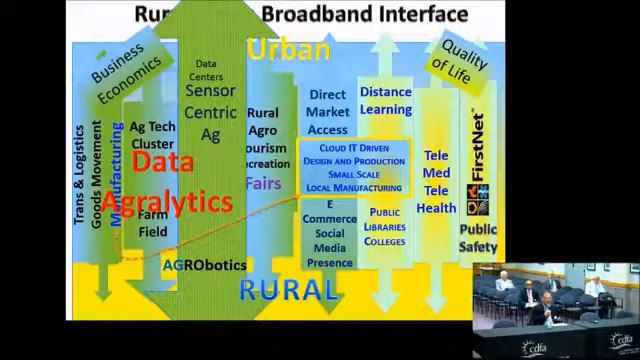 Rur
Broadband Interface
Urban
Business
Economics
Quality
of Life
Data
Centers
Sensor
Centric
Ag
Trans & Logistics
Goods Movement
Manufacturing
Ag Tech
Cluster
Data
Agralytics
Farm
Field
AGRObotics
Rural
Agro
ourism
ecreation
Fairs
Direct
Market
Access
Distance
Learning
CLOUD IT DRIVEN
DESIGN AND PRODUCTION
SMALL SCALE
LOCAL MANUFACTURING
E
Commerce
Social
Media
Presence
PUBLIC
LIBRARIES
COLLEGES
Tele
Med
Tele
Health
FirstNet
Public
Safety
RURAL
cdfa
cdfa